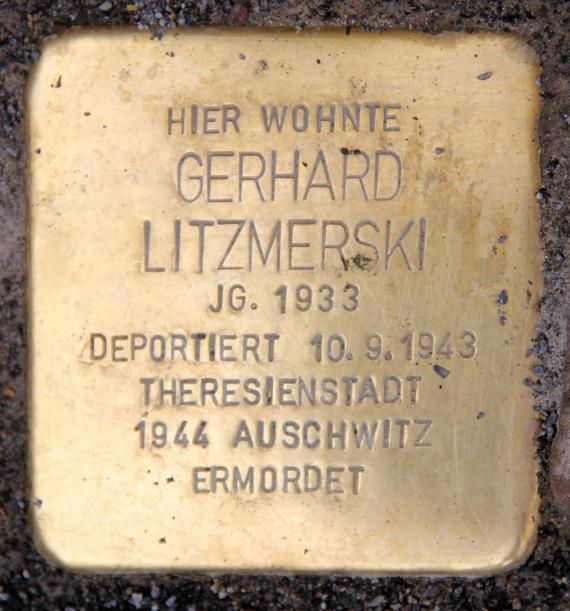 HIER WOHNTE
GERHARD
LITZMERSKI
JG. 1933
DEPORTIERT 10.9.1943
THERESIENSTADT
1944 AUSCHWITZ
ERMORDET